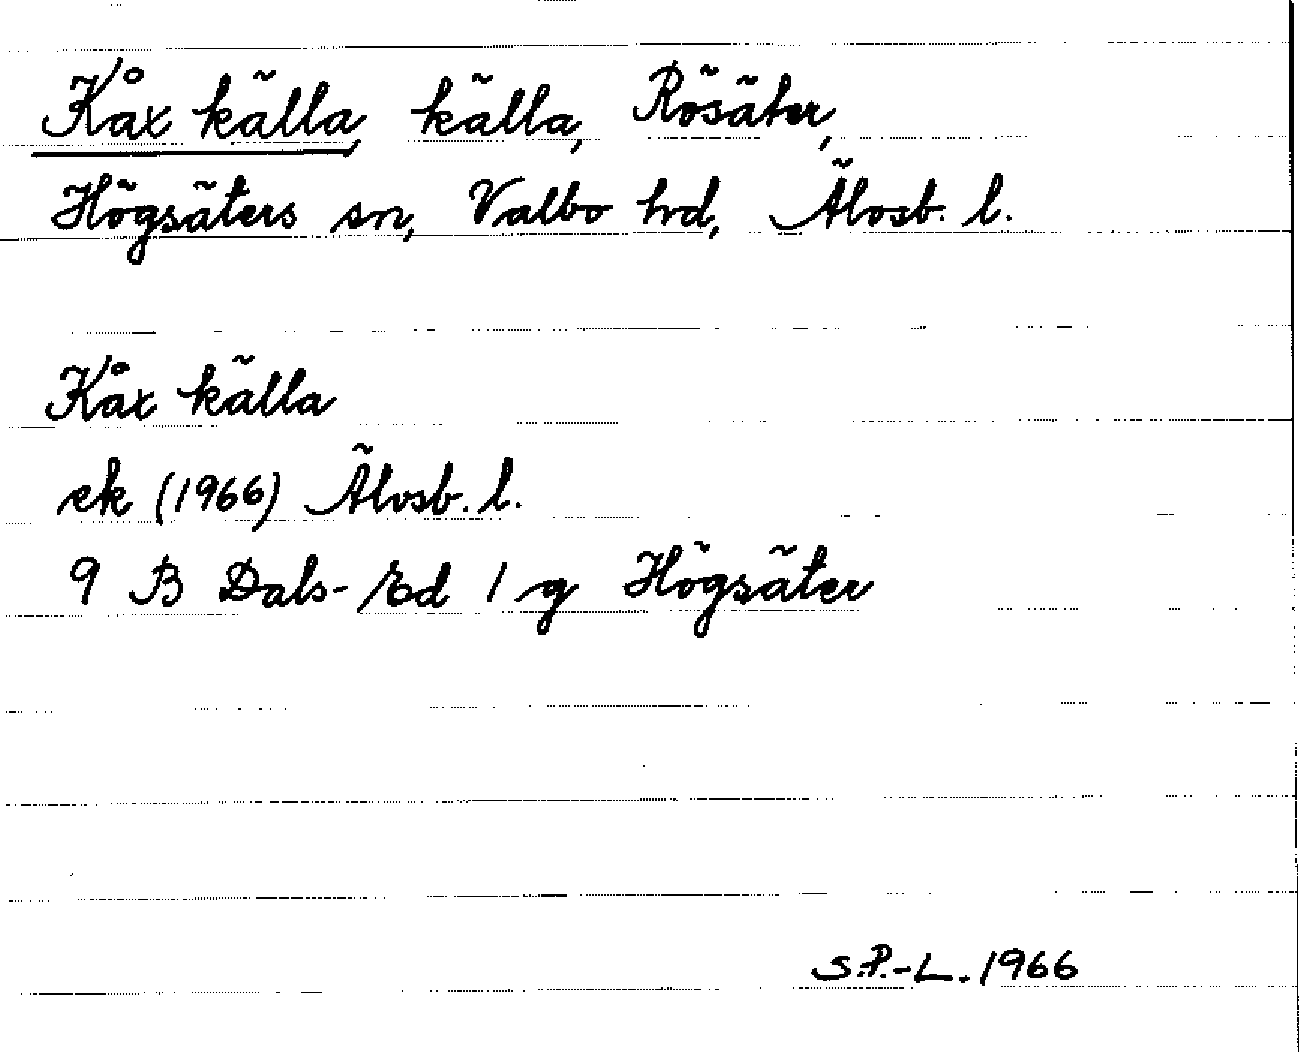 Kåx källa, källa, Rösäter,
Högsäters sn, Valbo hd, Älvsb. l.
Kåx källa
ek (1966) Älvsb. l.
9 B Dals-Ed 1 g Högsäter
S.P.-L. 1966